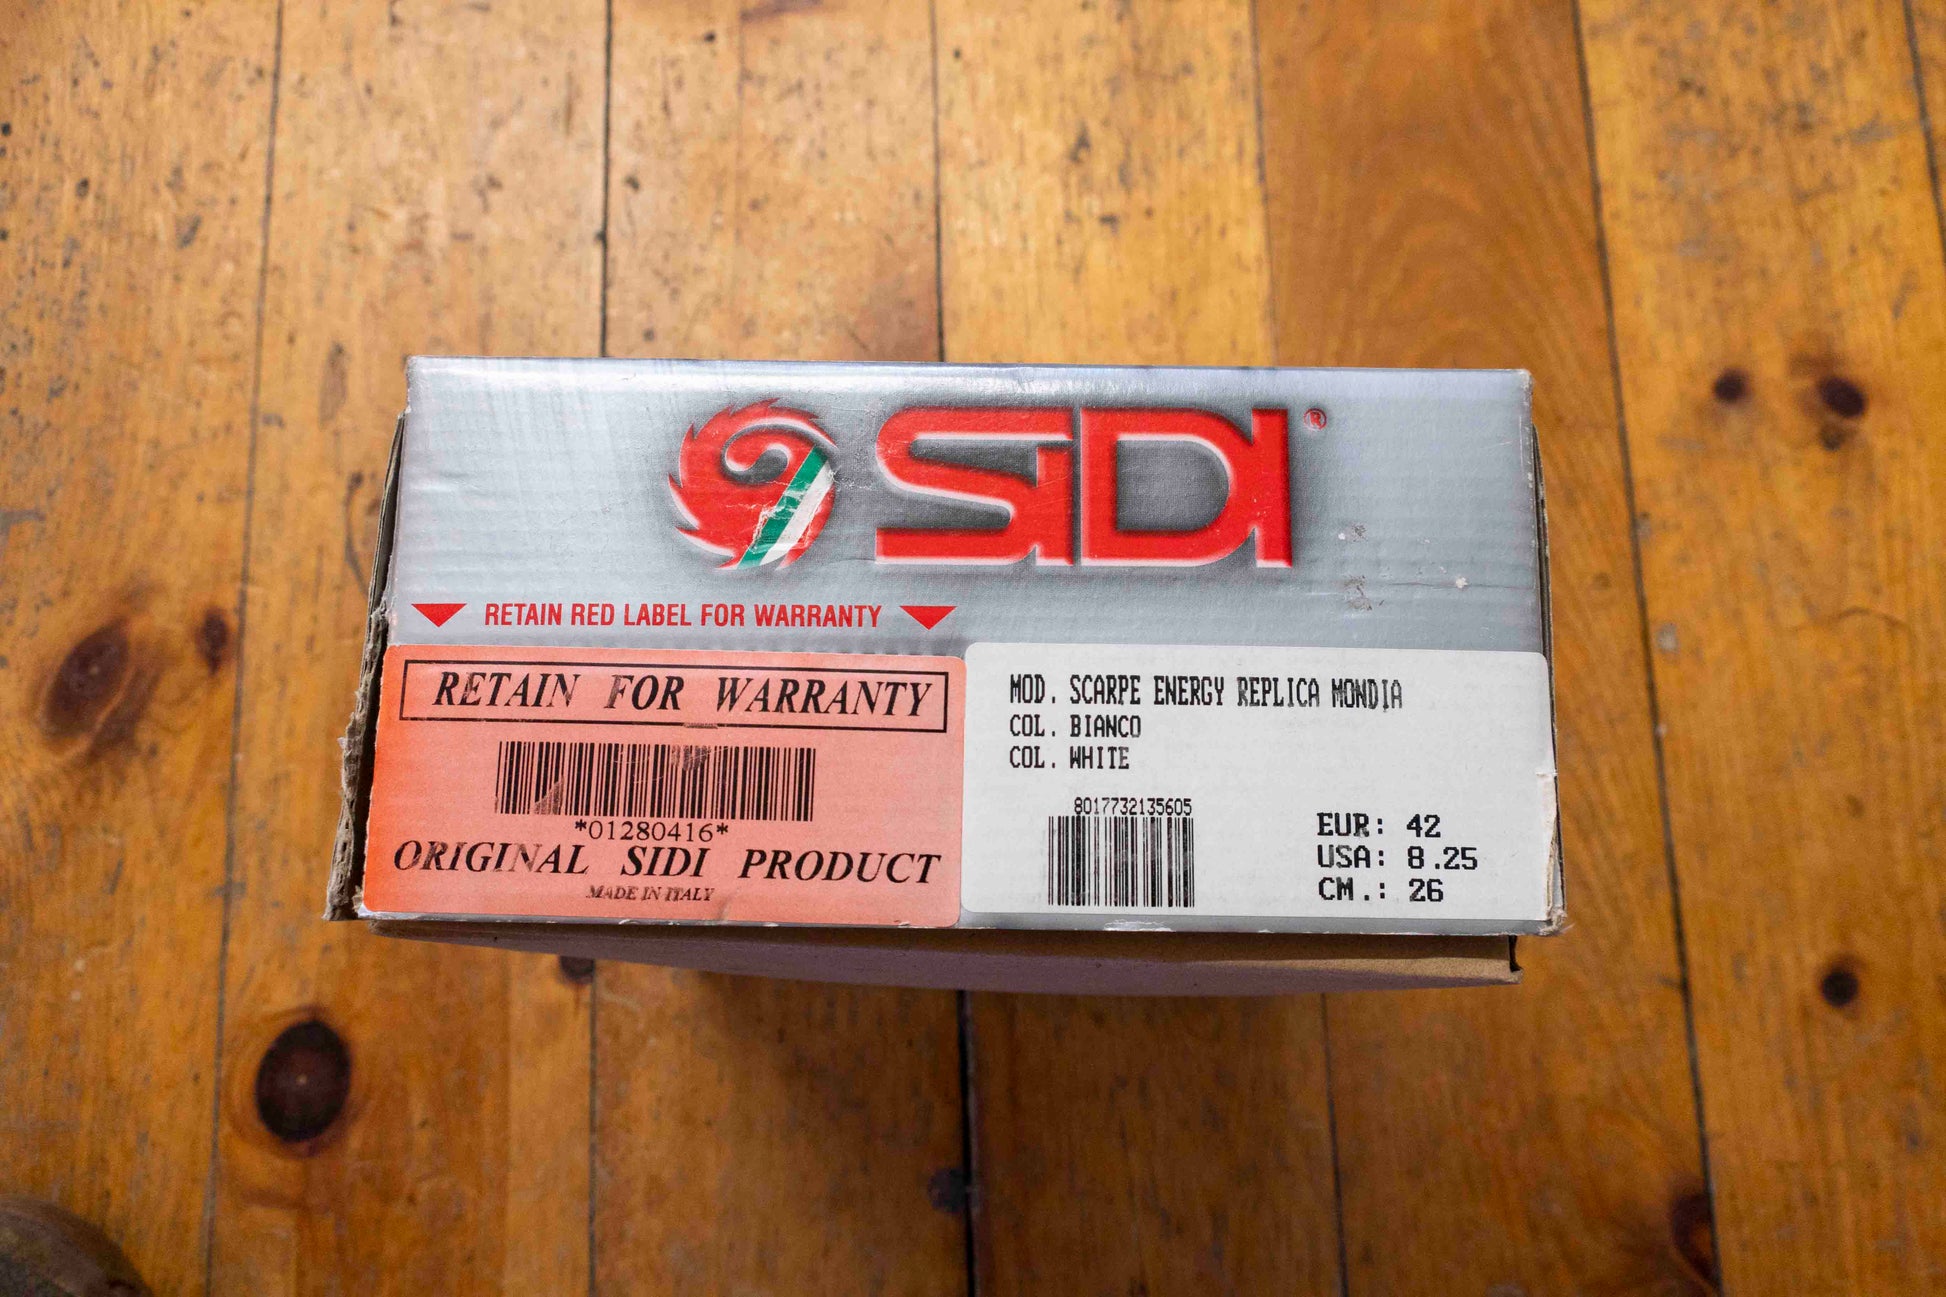 SIDI®
RETAIN RED LABEL FOR WARRANTY
RETAIN FOR WARRANTY
*01280416*
ORIGINAL SIDI PRODUCT
MADE IN ITALY
MOD. SCARPE ENERGY REPLICA MONDIA
COL. BIANCO
COL. WHITE
8017732135605
EUR: 42
USA: 8.25
CM.: 26